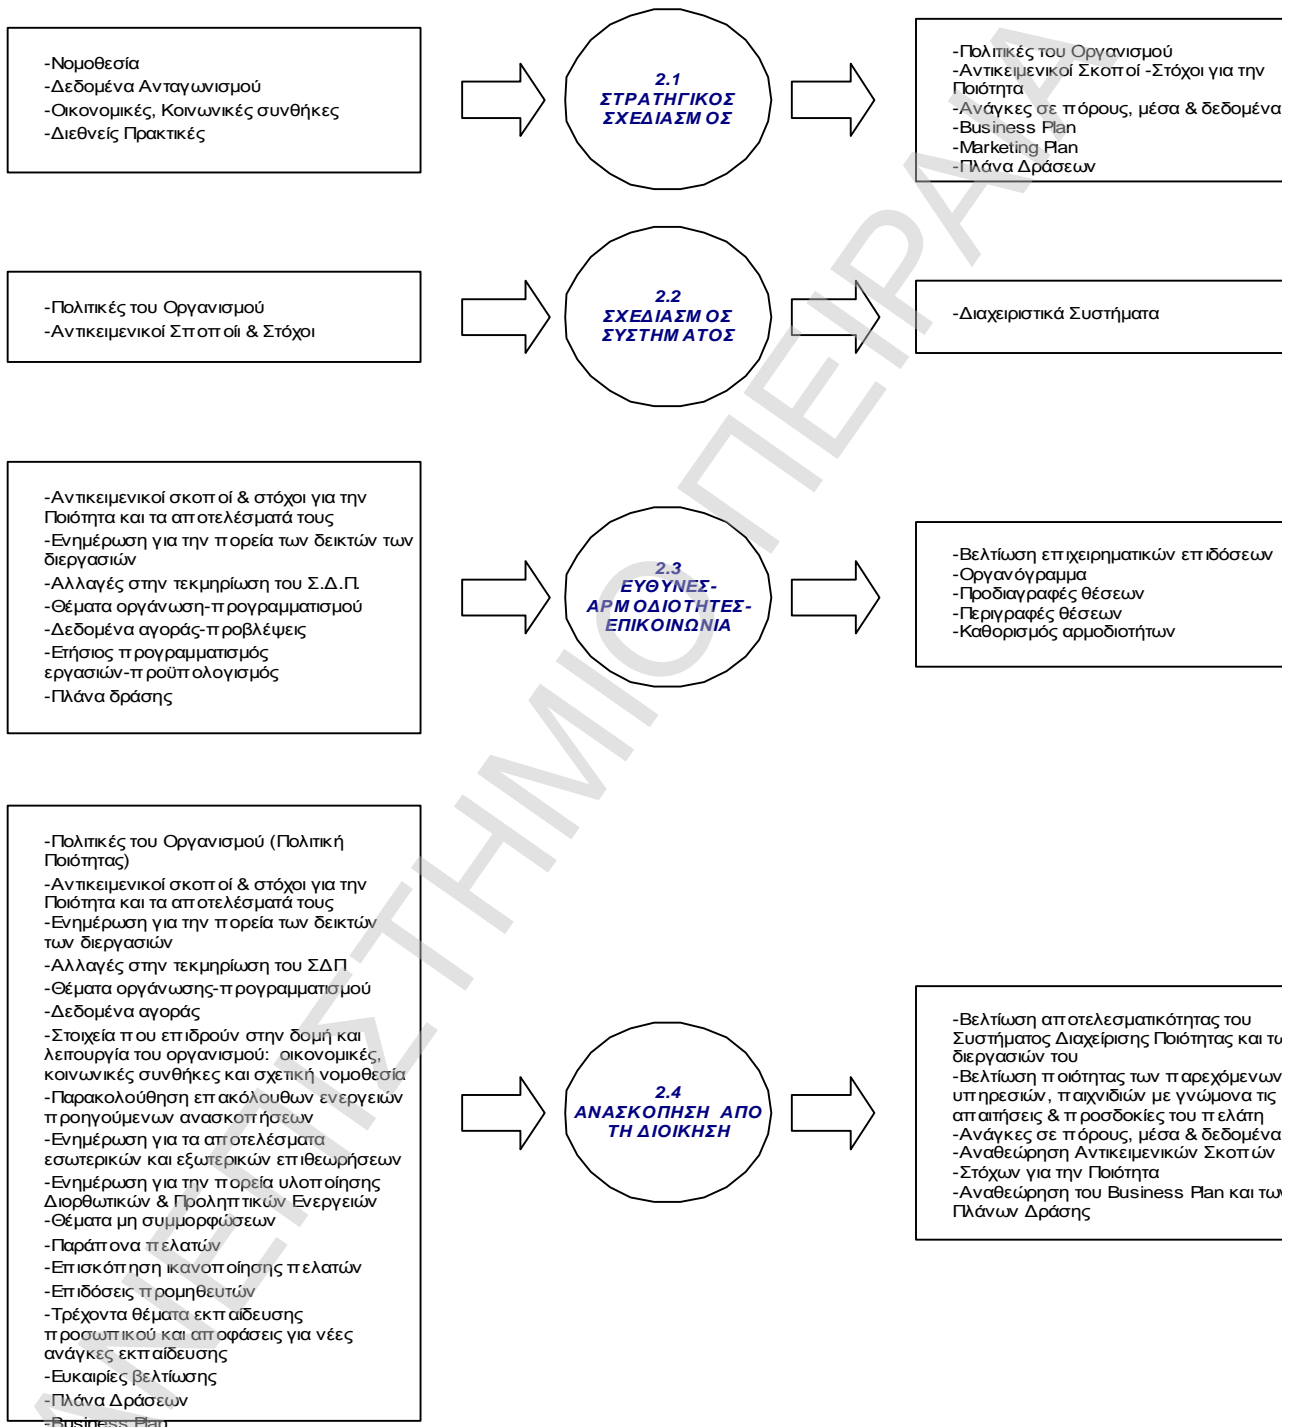 -Νομοθεσία
-Δεδομένα Ανταγωνισμού
-Οικονομικές, Κοινωνικές συνθήκες
-Διεθνείς Πρακτικές
2.1
ΣΤΡΑΤΗΓΙΚΟΣ
ΣΧΕΔΙΑΣΜΟΣ
-Πολιτικές του Οργανισμού
-Αντικειμενικοί Σκοποί -Στόχοι για την
Ποιότητα
-Ανάγκες σε πόρους, μέσα & δεδομένα
-Business Plan
-Marketing Plan
-Πλάνα Δράσεων
-Πολιτικές του Οργανισμού
-Αντικειμενικοί Σποποίι & Στόχοι
2.2
ΣΧΕΔΙΑΣΜΟΣ
ΣΥΣΤΗΜΑΤΟΣ
-Διαχειριστικά Συστήματα
-Αντικειμενικοί σκοποί & στόχοι για την
Ποιότητα και τα αποτελέσματά τους
-Ενημέρωση για την πορεία των δεικτών των
διεργασιών
-Αλλαγές στην τεκμηρίωση του Σ.Δ.Π.
-Θέματα οργάνωση-προγραμματισμού
-Δεδομένα αγοράς-προβλέψεις
-Ετήσιος προγραμματισμός
εργασιών-προϋπολογισμός
-Πλάνα δράσης
2.3
ΕΥΘΥΝΕΣ-
ΑΡΜΟΔΙΟΤΗΤΕΣ-
ΕΠΙΚΟΙΝΩΝΙΑ
-Βελτίωση επιχειρηματικών επιδόσεων
-Οργανόγραμμα
-Προδιαγραφές θέσεων
-Περιγραφές θέσεων
-Καθορισμός αρμοδιοτήτων
-Πολιτικές του Οργανισμού (Πολιτική
Ποιότητας)
-Αντικειμενικοί σκοποί & στόχοι για την
Ποιότητα και τα αποτελέσματά τους
-Ενημέρωση για την πορεία των δεικτών
των διεργασιών
-Αλλαγές στην τεκμηρίωση του ΣΔΠ
-Θέματα οργάνωσης-προγραμματισμού
-Δεδομένα αγοράς
-Στοιχεία που επιδρούν στην δομή και
λειτουργία του οργανισμού: οικονομικές,
κοινωνικές συνθήκες και σχετική νομοθεσία
-Παρακολούθηση επακόλουθων ενεργειών
προηγούμενων ανασκοπήσεων
-Ενημέρωση για τα αποτελέσματα
εσωτερικών και εξωτερικών επιθεωρήσεων
-Ενημέρωση για την πορεία υλοποίησης
Διορθωτικών & Προληπτικών Ενεργειών
-Θέματα μη συμμορφώσεων
-Παράπονα πελατών
-Επισκόπηση ικανοποίησης πελατών
-Επιδόσεις προμηθευτών
-Τρέχοντα θέματα εκπαίδευσης
προσωπικού και αποφάσεις για νέες
ανάγκες εκπαίδευσης
-Ευκαιρίες βελτίωσης
-Πλάνα Δράσεων
-Business Plan
2.4
ΑΝΑΣΚΟΠΗΣΗ ΑΠΟ
ΤΗ ΔΙΟΙΚΗΣΗ
-Βελτίωση αποτελεσματικότητας του
Συστήματος Διαχείρισης Ποιότητας και τω
διεργασιών του
-Βελτίωση ποιότητας των παρεχόμενων
υπηρεσιών, παιχνιδιών με γνώμονα τις
απαιτήσεις & προσδοκίες του πελάτη
-Ανάγκες σε πόρους, μέσα & δεδομένα
-Αναθεώρηση Αντικειμενικών Σκοπών
-Στόχων για την Ποιότητα
-Αναθεώρηση του Business Plan και των
Πλάνων Δράσης
ΑΝΕΠΙΣΤΗΜΙΟ ΠΕΙΡΑΙΑ